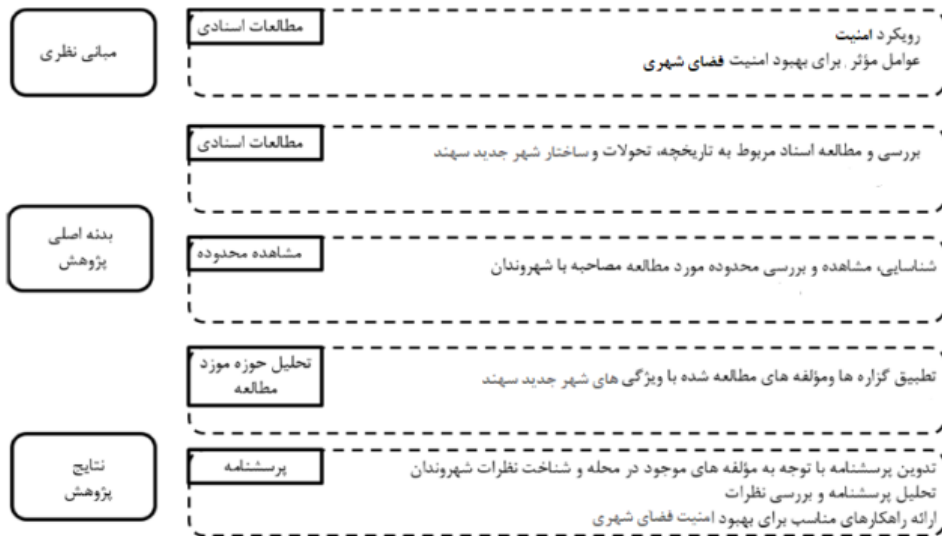 مبانی نظری
مطالعات اسنادی
رویکرد امنیت
عوامل مؤثر برای بهبود امنیت فضای شهری
مطالعات اسنادی
بررسی و مطالعه اسناد مربوط به تاریخچه، تحولات و ساختار شهر جدید سهند
بدنه اصلی
پژوهش
مشاهده محدوده
شناسایی، مشاهده و بررسی محدوده مورد مطالعه مصاحبه با شهروندان
تحلیل حوزه موزد
مطالعه
تطبیق گزاره ها ومؤلفه های مطالعه شده با ویژگی های شهر جدید سهند
نتایج
پژوهش
پرسشنامه
تدوین پرسشنامه با توجه به مؤلفه های موجود در محله و شناخت نظرات شهروندان
تحلیل پرسشنامه و بررسی نظرات
ارائه راهکارهای مناسب برای بهبود امنیت فضای شهری